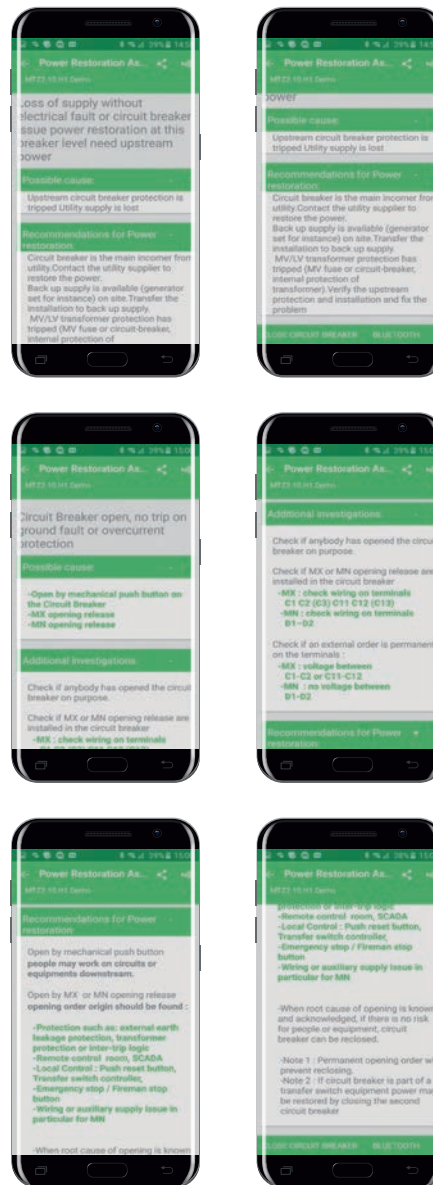 Power Restoration As...
MTZ2 10 H1 Demo
Loss of supply without
electrical fault or circuit breaker
issue power restoration at this
breaker level need upstream
power
Possible cause:
Upstream circuit breaker protection is
tripped Utility supply is lost
Recommendations for Power
restoration:
Circuit breaker is the main incomer from
utility.Contact the utility supplier to
restore the power.
Back up supply is available (generator
set for instance) on site.Transfer the
installation to back up supply.
MV/LV transformer protection has
tripped (MV fuse or circuit-breaker,
internal protection of
Power Restoration As...
MTZ2 10 H1 Demo
power
Possible cause:
Upstream circuit breaker protection is
tripped Utility supply is lost
Recommendations for Power
restoration:
Circuit breaker is the main incomer from
utility.Contact the utility supplier to
restore the power.
Back up supply is available (generator
set for instance) on site.Transfer the
installation to back up supply.
MV/LV transformer protection has
tripped (MV fuse or circuit-breaker,
internal protection of
transformer).Verify the upstream
protection and installation and fix the
problem
CLOSE CIRCUIT BREAKER BLUETOOTH
Power Restoration As...
MTZ2 10 H1 Demo
Circuit Breaker open, no trip on
ground fault or overcurrent
protection
Possible cause:
-Open by mechanical push button on
the Circuit Breaker
-MX opening release
-MN opening release
Additional investigations:
Check if anybody has opened the circuit
breaker on purpose.
Check if MX or MN opening release are
installed in the circuit breaker
-MX : check wiring on terminals
Power Restoration As...
MTZ2 10 H1 Demo
Additional investigations:
Check if anybody has opened the circuit
breaker on purpose.
Check if MX or MN opening release are
installed in the circuit breaker
-MX : check wiring on terminals
C1 C2 (C3) C11 C12 (C13)
-MN : check wiring on terminals
D1-D2
Check if an external order is permanent
on the terminals :
-MX : voltage between
C1-C2 or C11-C12
-MN : no voltage between
D1-D2
Recommendations for Power
restoration:
Power Restoration As...
MTZ2 10 H1 Demo
Recommendations for Power
restoration:
Open by mechanical push button
people may work on circuits or
equipments downstream.
Open by MX or MN opening release
opening order origin should be found :
-Protection such as: external earth
leakage protection, transformer
protection or inter-trip logic
-Remote control room, SCADA
-Local Control : Push reset button,
Transfer switch controller,
-Emergency stop / Fireman stop
button
-Wiring or auxiliary supply issue in
particular for MN
-When root cause of opening is known
Power Restoration As...
MTZ2 10 H1 Demo
protection or inter-trip logic
-Remote control room, SCADA
-Local Control : Push reset button,
Transfer switch controller,
-Emergency stop / Fireman stop
button
-Wiring or auxiliary supply issue in
particular for MN
-When root cause of opening is known
and acknowledged, if there is no risk
for people or equipment, circuit
breaker can be reclosed.
-Note 1 : Permanent opening order will
prevent reclosing.
-Note 2 : If circuit breaker is part of a
transfer switch equipment power may
be restored by closing the second
circuit breaker
CLOSE CIRCUIT BREAKER BLUETOOTH